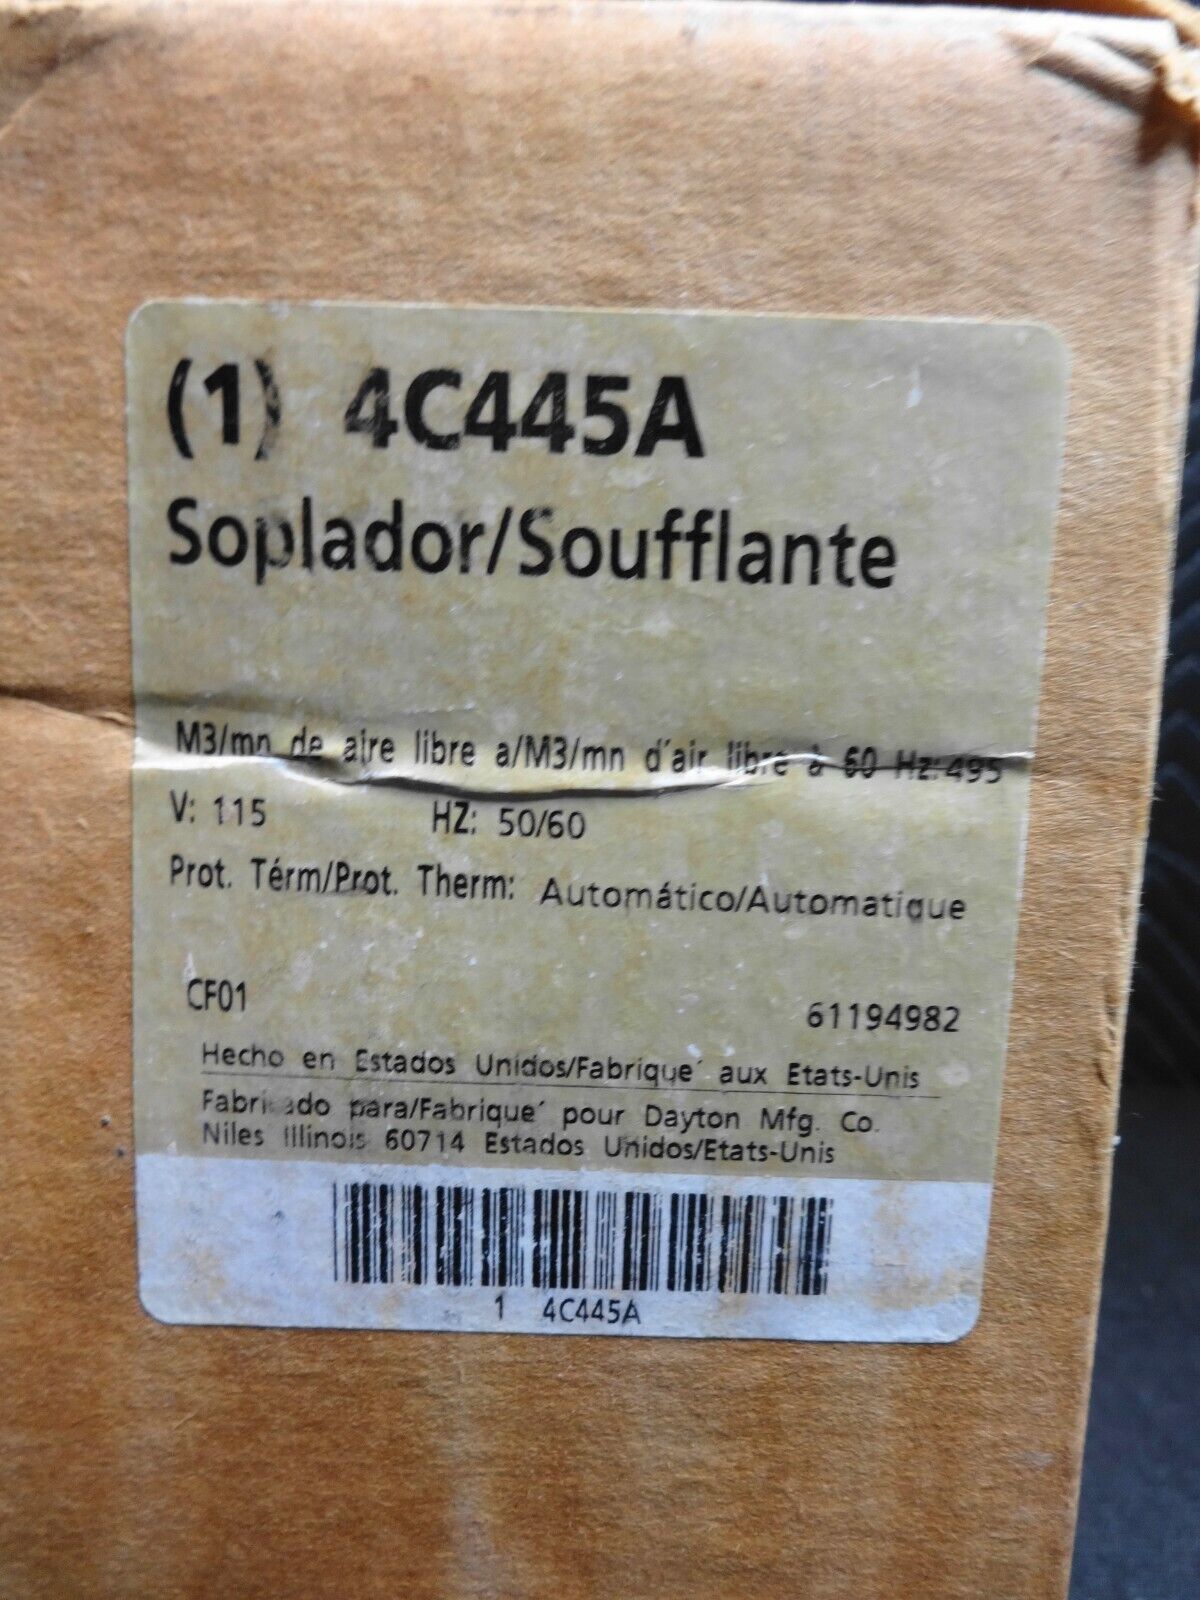 (1) 4C445A
Soplador/Soufflante
M3/mn de aire libre a/M3/mn d'air libre à 60 Hz: 495
V: 115 HZ: 50/60
Prot. Térm/Prot. Therm: Automático/Automatique
CF01 61194982
Hecho en Estados Unidos/Fabrique´ aux Etats-Unis
Fabricado para/Fabrique´ pour Dayton Mfg. Co.
Niles Illinois 60714 Estados Unidos/Etats-Unis
1 4C445A